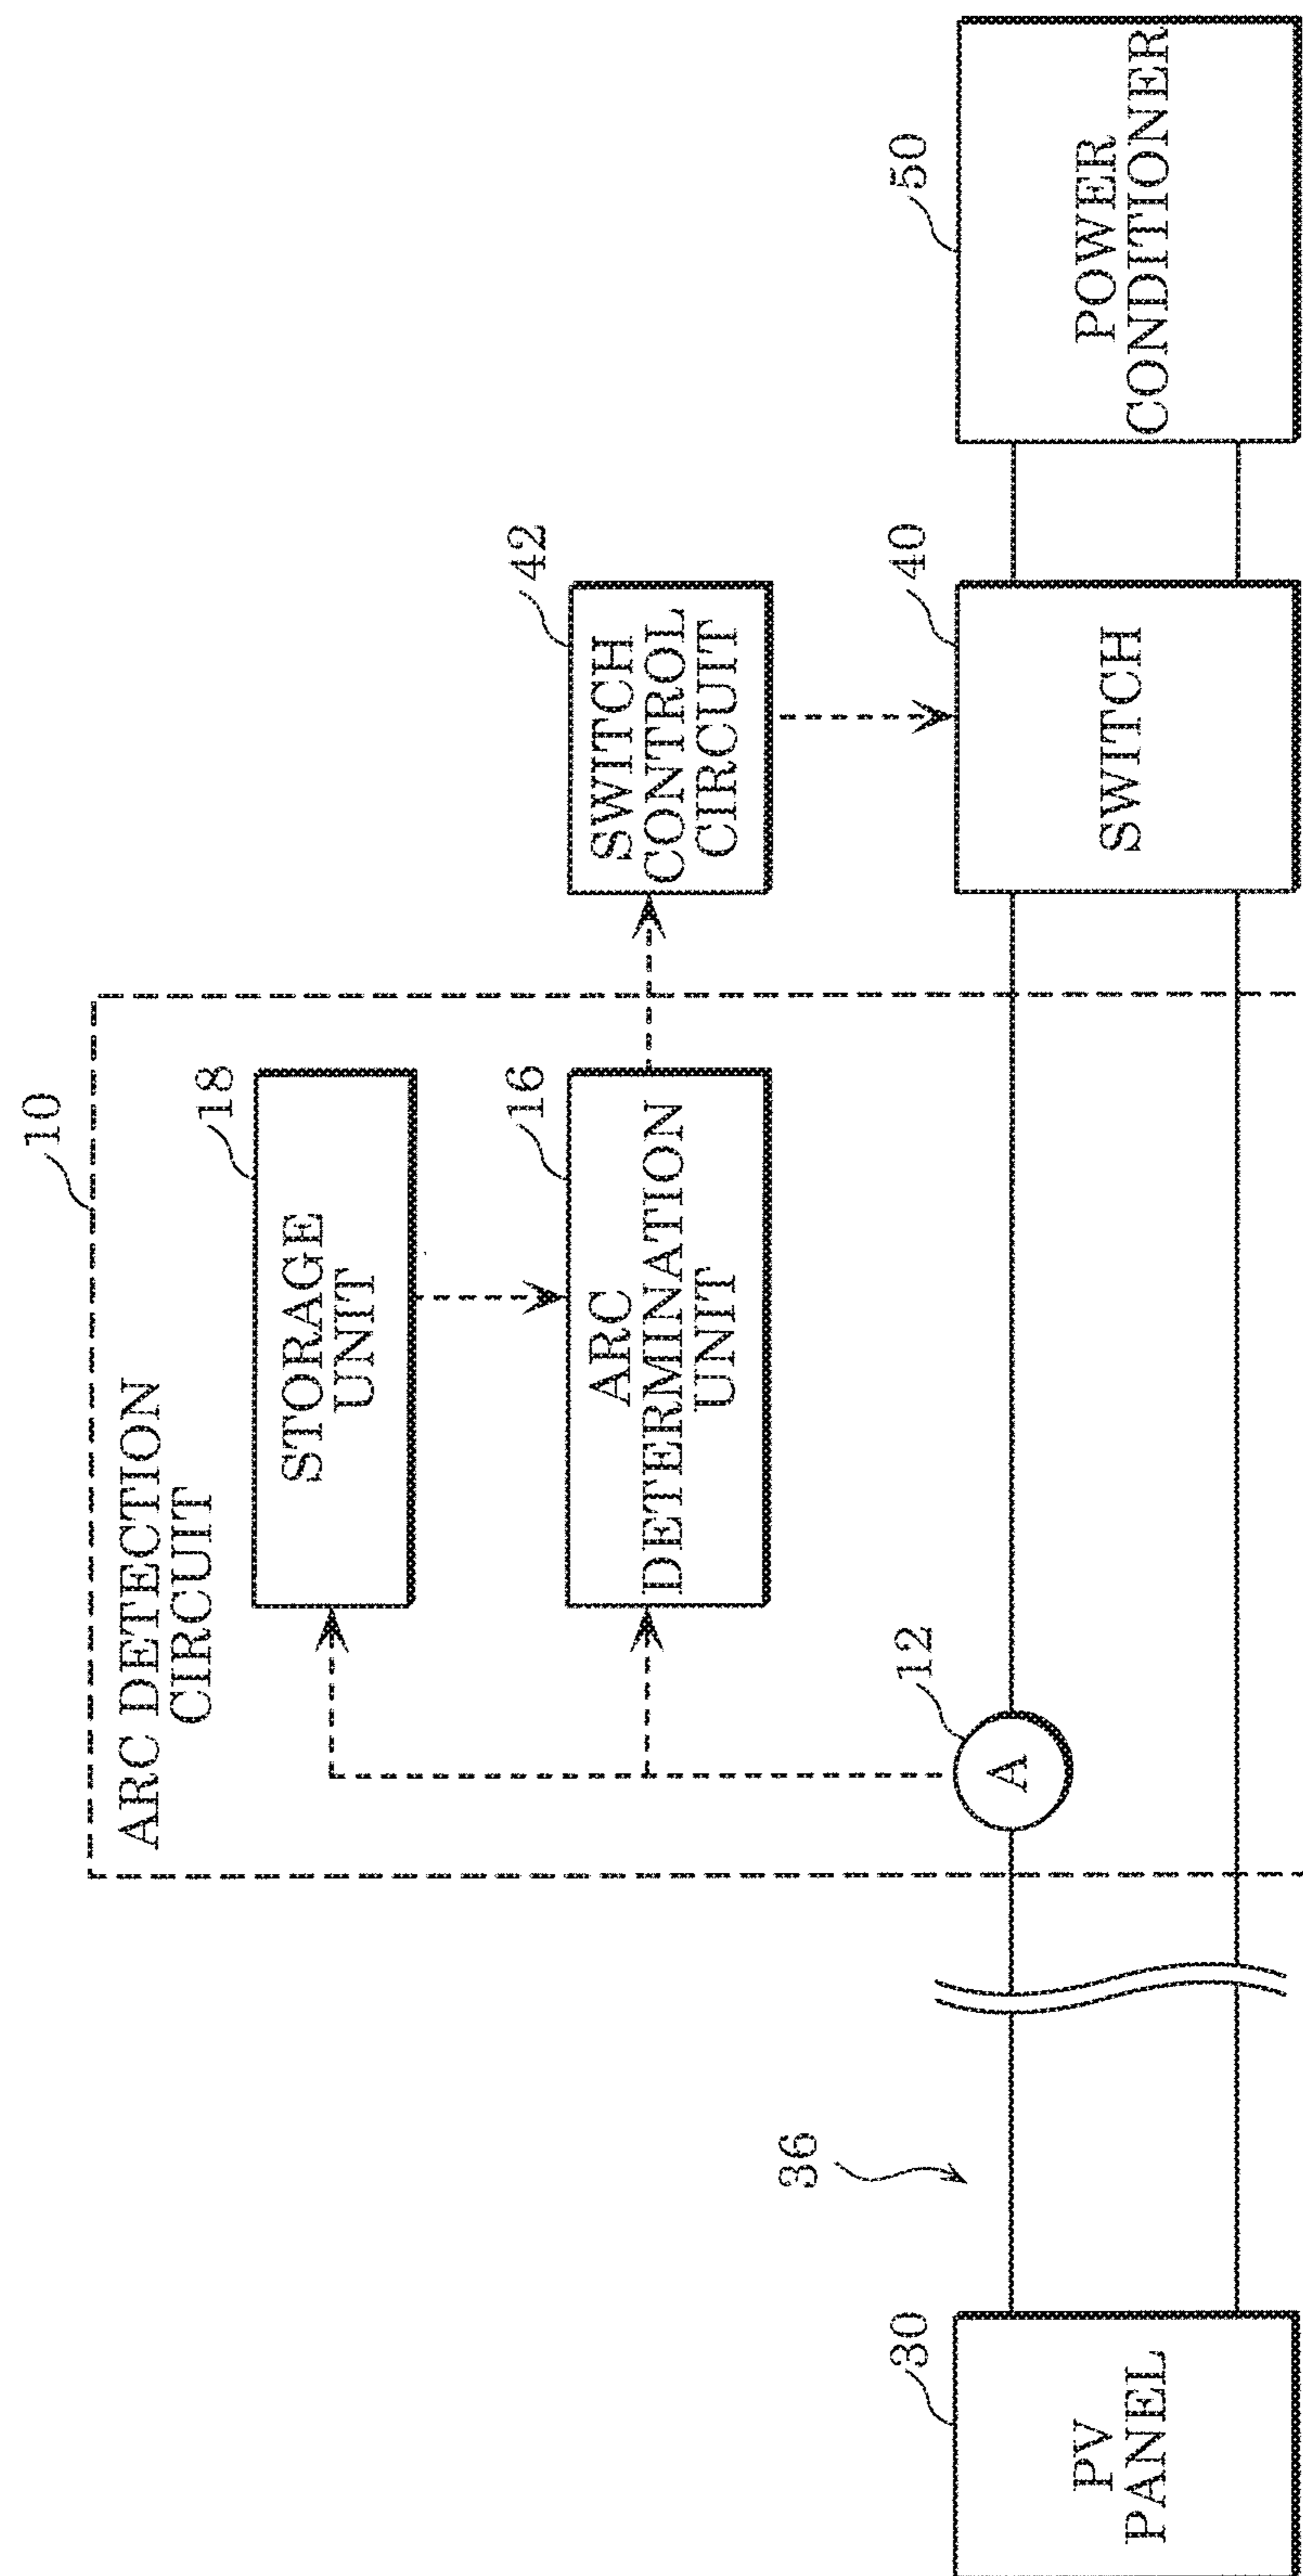 10
ARC DETECTION
CIRCUIT
18
STORAGE
UNIT
16
ARC
DETERMINATION
UNIT
42
SWITCH
CONTROL
CIRCUIT
30
PV
PANEL
36
12
A
40
SWITCH
50
POWER
CONDITIONER